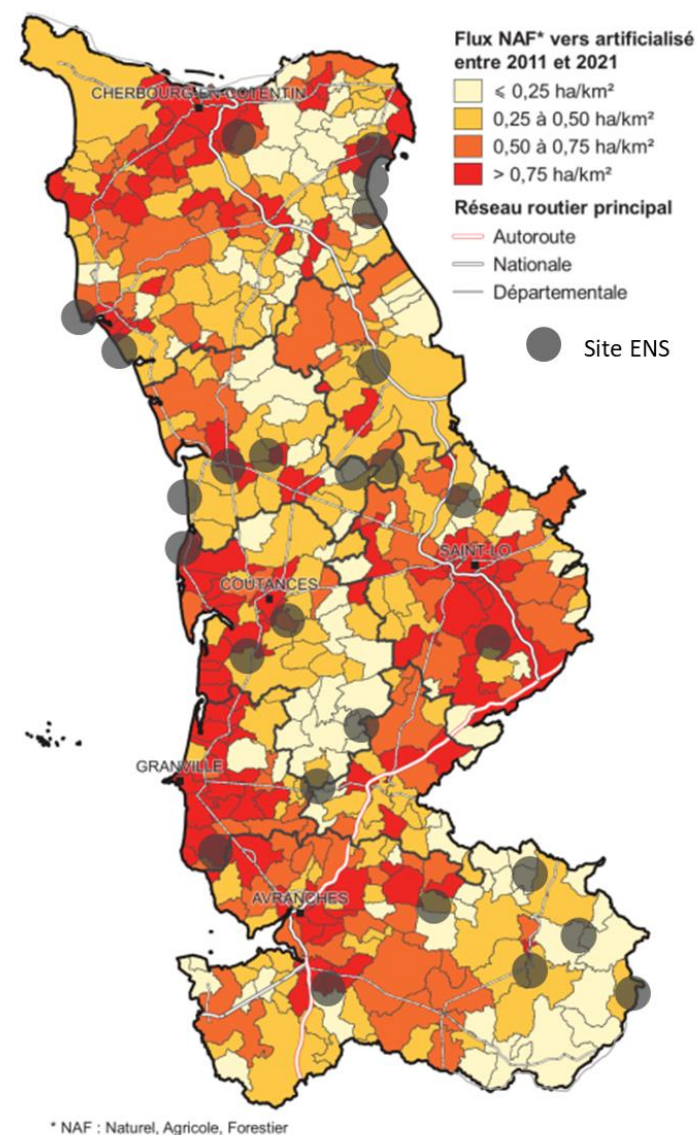 Flux NAF* vers artificialisé
entre 2011 et 2021
⩽ 0,25 ha/km²
0,25 à 0,50 ha/km²
0,50 à 0,75 ha/km²
> 0,75 ha/km²
Réseau routier principal
Autoroute
Nationale
Départementale
Site ENS
CHERBOURG-EN-COTENTIN
SAINT-LO
COUTANCES
GRANVILLE
AVRANCHES
* NAF : Naturel, Agricole, Forestier